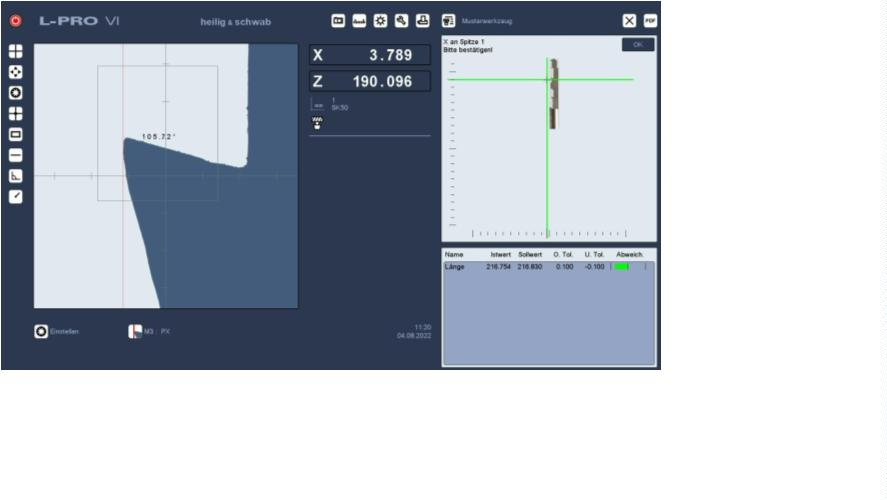 L-PRO VI
heilig & schwab
PDF
Musterwerkzeug
X 3.789
Z 190.096
1
SK50
105.72°
X an Spitze 1
Bitte bestätigen!
OK
Name Istwert Sollwert O. Tol. U. Tol. Abweich.
Länge 216.754 216.830 0.100 -0.100
Einstellen
M3 : PX
11:20
04.08.2022